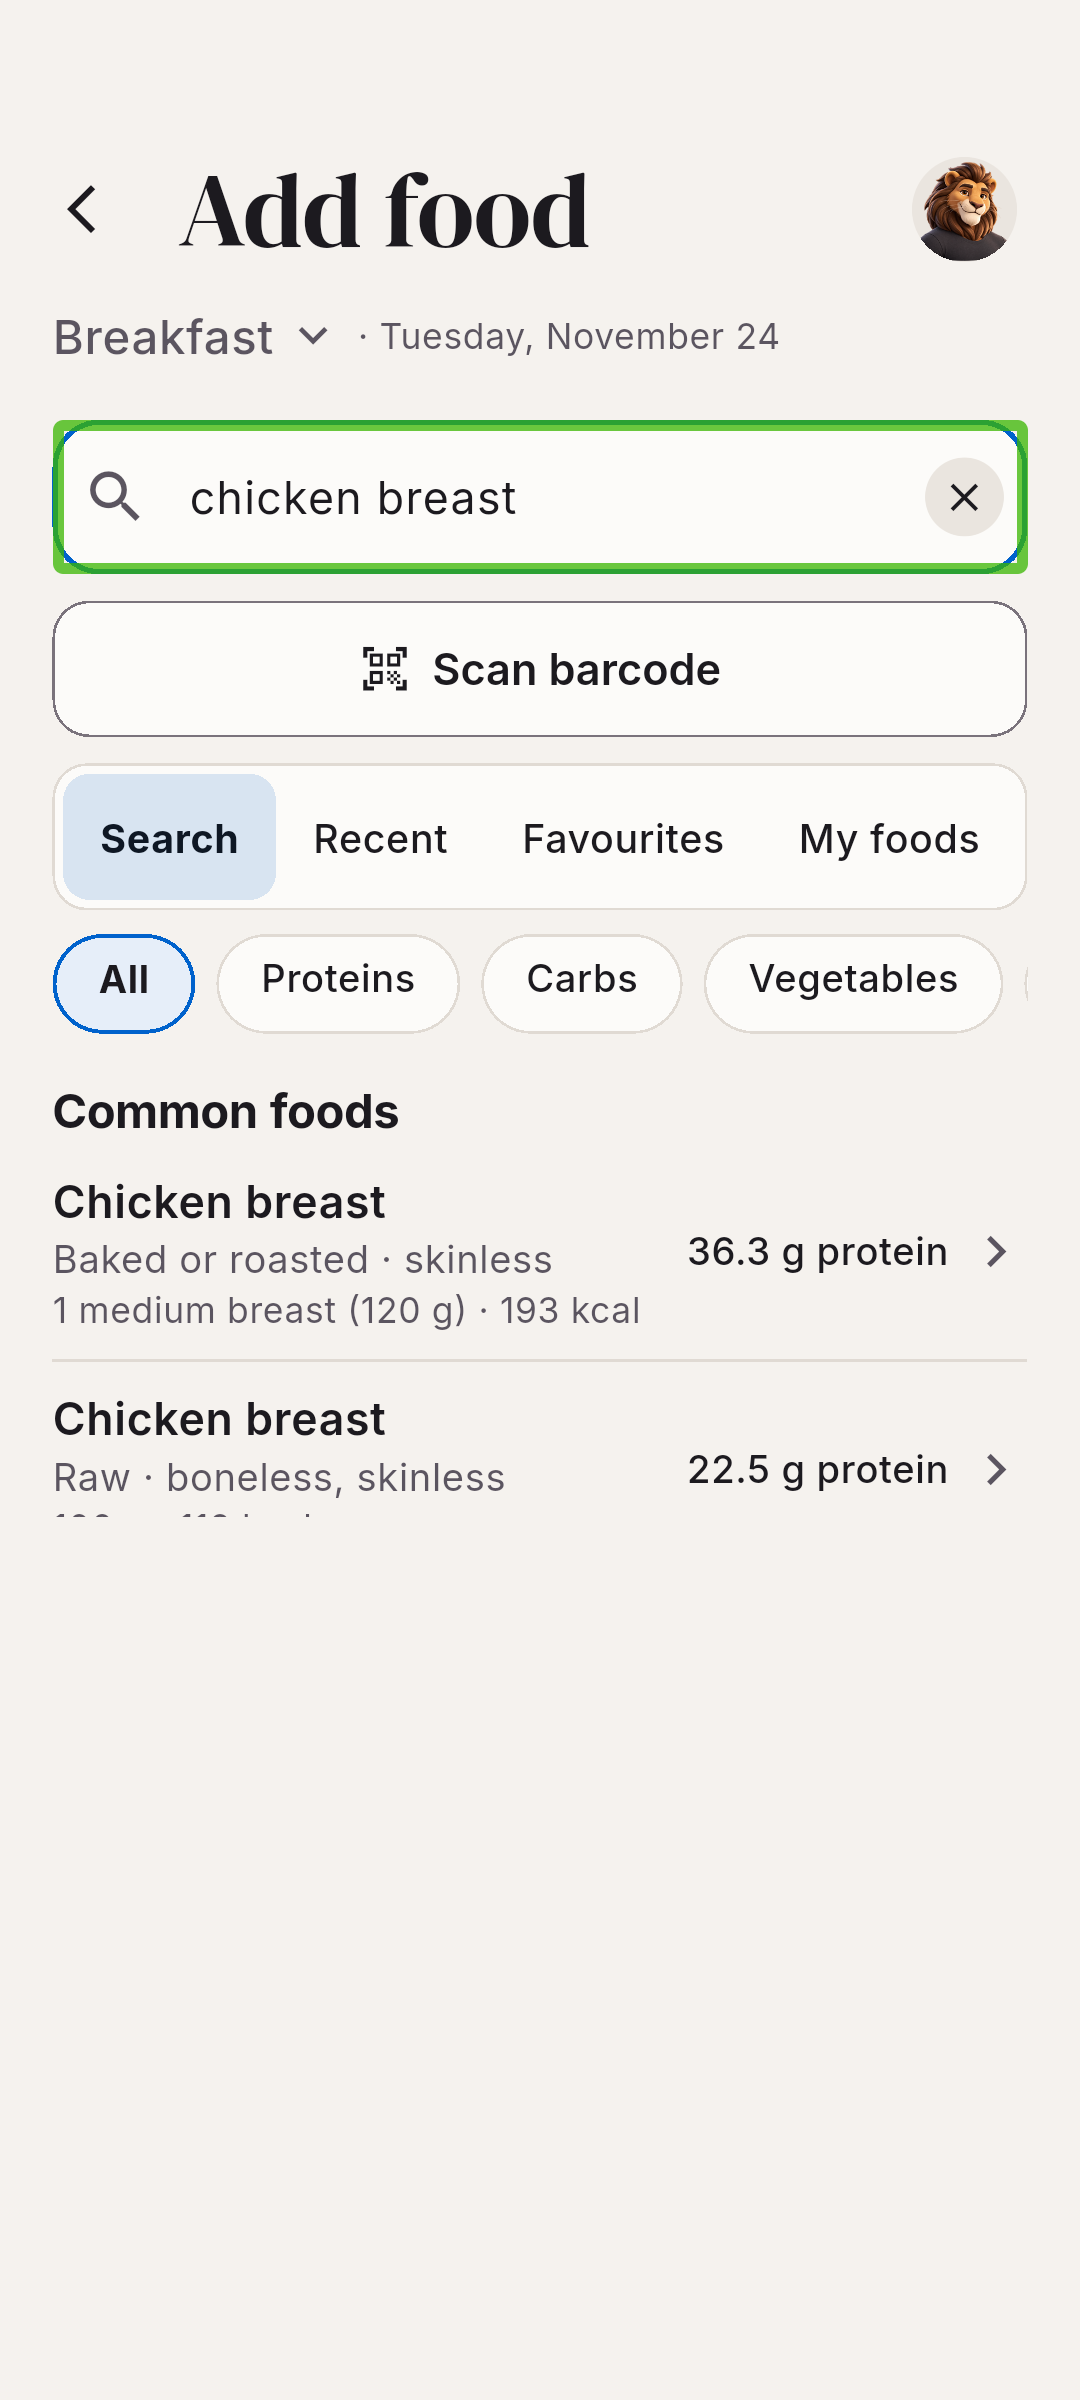 Add food
Breakfast · Tuesday, November 24
chicken breast
Scan barcode
Search Recent Favourites My foods
All Proteins Carbs Vegetables
Common foods
Chicken breast
Baked or roasted · skinless
36.3 g protein
1 medium breast (120 g) · 193 kcal
Chicken breast
Raw · boneless, skinless
22.5 g protein